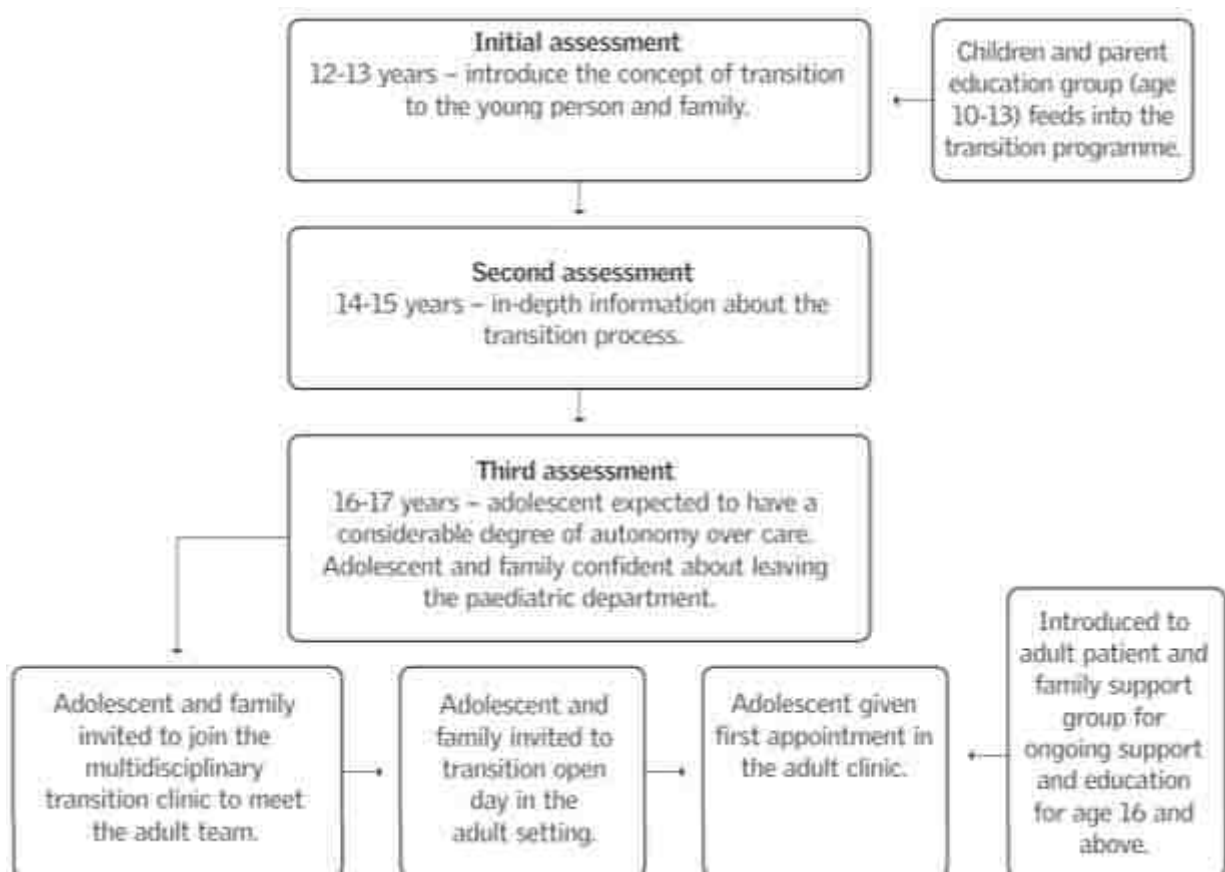 Initial assessment
12-13 years – introduce the concept of transition
to the young person and family.
Children and parent
education group (age
10-13) feeds into the
transition programme.
Second assessment
14-15 years – in-depth information about the
transition process.
Third assessment
16-17 years – adolescent expected to have a
considerable degree of autonomy over care.
Adolescent and family confident about leaving
the paediatric department.
Adolescent and family
invited to join the
multidisciplinary
transition clinic to meet
the adult team.
Adolescent and
family invited to
transition open
day in the
adult setting.
Adolescent given
first appointment in
the adult clinic.
Introduced to
adult patient and
family support
group for
ongoing support
and education
for age 16 and
above.